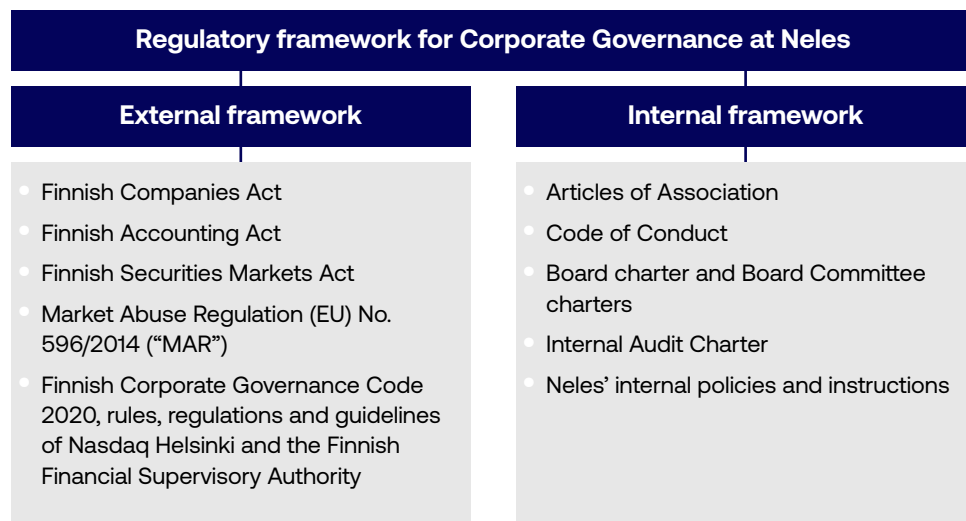 Regulatory framework for Corporate Governance at Neles
External framework
Finnish Companies Act
Finnish Accounting Act
Finnish Securities Markets Act
Market Abuse Regulation (EU) No.
596/2014 (“MAR”)
Finnish Corporate Governance Code
2020, rules, regulations and guidelines
of Nasdaq Helsinki and the Finnish
Financial Supervisory Authority
Internal framework
Articles of Association
Code of Conduct
Board charter and Board Committee
charters
Internal Audit Charter
Neles’ internal policies and instructions